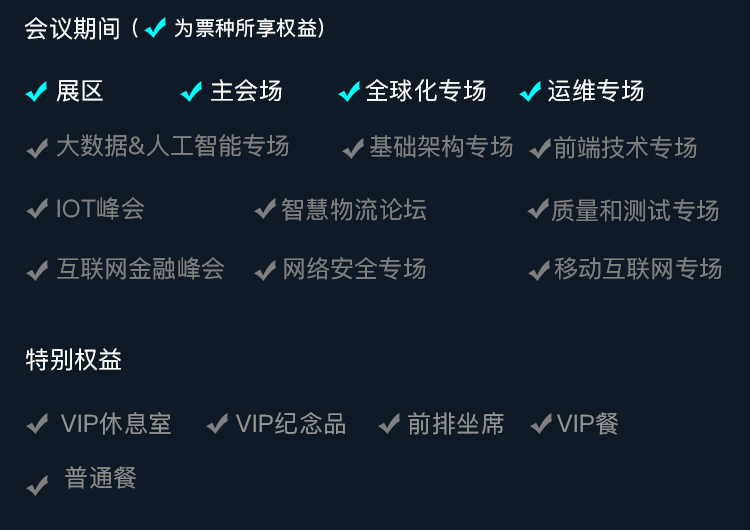 会议期间（✓ 为票种所享权益）
✓ 展区 ✓ 主会场 ✓ 全球化专场 ✓ 运维专场
✓ 大数据&人工智能专场 ✓ 基础架构专场 ✓ 前端技术专场
✓ IOT峰会 ✓ 智慧物流论坛 ✓ 质量和测试专场
✓ 互联网金融峰会 ✓ 网络安全专场 ✓ 移动互联网专场
特别权益
✓ VIP休息室 ✓ VIP纪念品 ✓ 前排坐席 ✓ VIP餐
✓ 普通餐